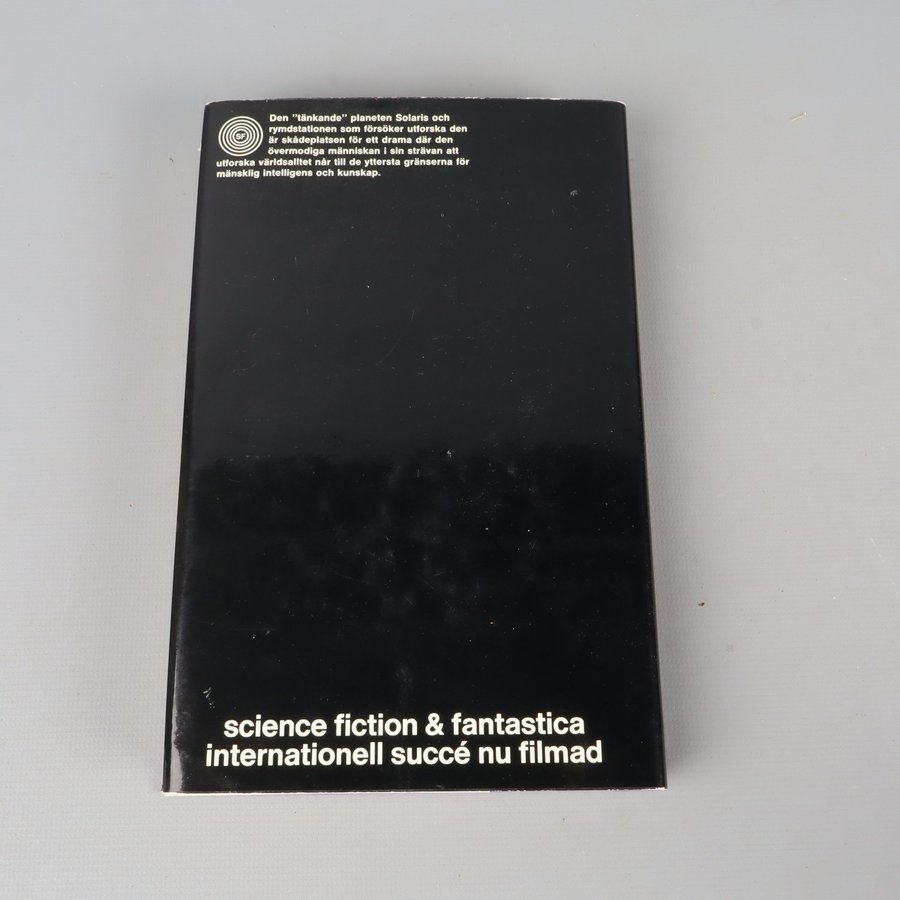 SF
Den "tänkande" planeten Solaris och
rymdstationen som försöker utforska den
är skådeplatsen för ett drama där den
övermodiga människan i sin strävan att
utforska världsalltet når till de yttersta gränserna för
mänsklig intelligens och kunskap.
science fiction & fantastica
internationell succé nu filmad